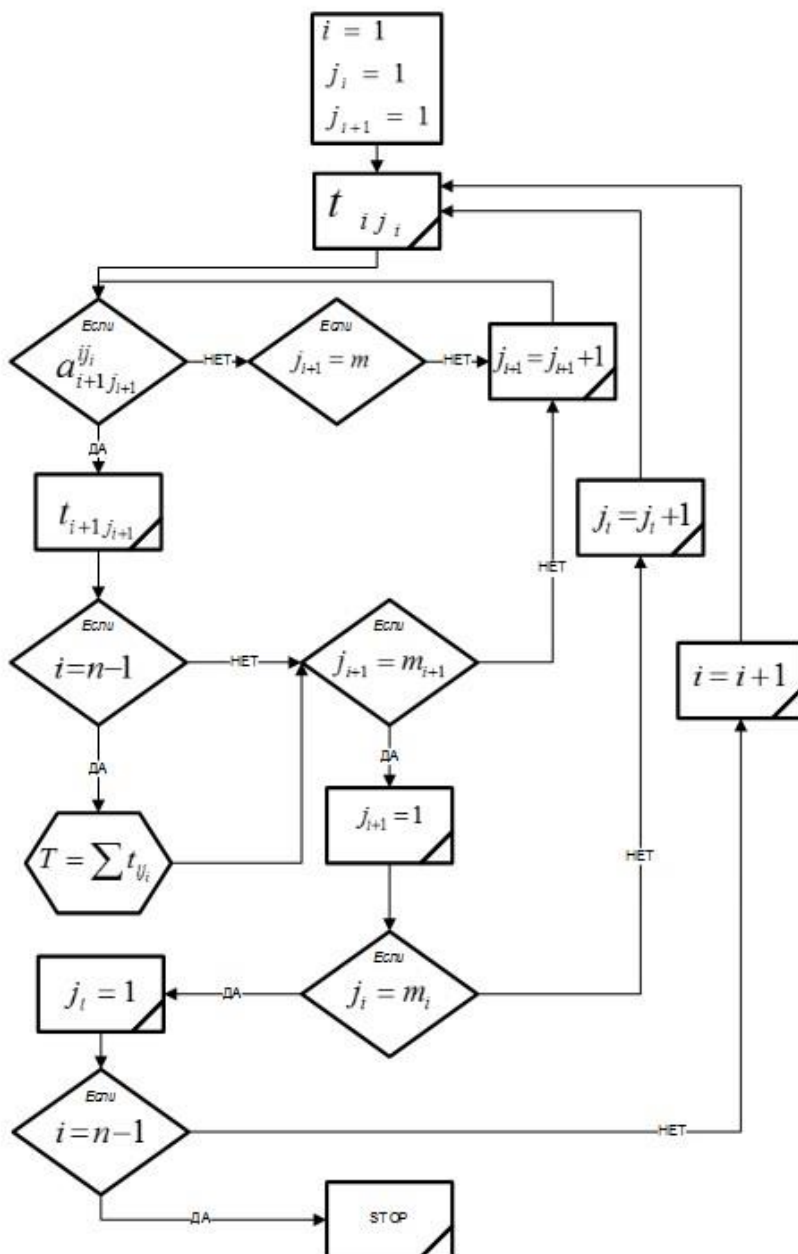 i = 1
j_i = 1
j_{i+1} = 1
t_{i j_i}
Если
a^{ij_i}_{i+1 j_{i+1}}
НЕТ
Если
j_{i+1} = m
НЕТ
j_{i+1} = j_{i+1} + 1
ДА
t_{i+1 j_{i+1}}
j_i = j_i + 1
НЕТ
Если
i = n−1
НЕТ
Если
j_{i+1} = m_{i+1}
i = i + 1
ДА
ДА
j_{i+1} = 1
T = ∑ t_{ij_i}
НЕТ
Если
j_i = m_i
ДА
j_i = 1
Если
i = n−1
НЕТ
ДА
STOP